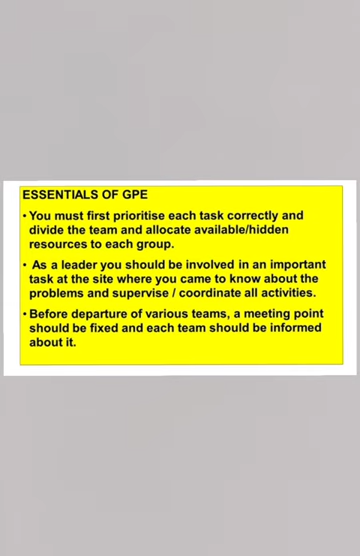 ESSENTIALS OF GPE
• You must first prioritise each task correctly and
divide the team and allocate available/hidden
resources to each group.
• As a leader you should be involved in an important
task at the site where you came to know about the
problems and supervise / coordinate all activities.
• Before departure of various teams, a meeting point
should be fixed and each team should be informed
about it.